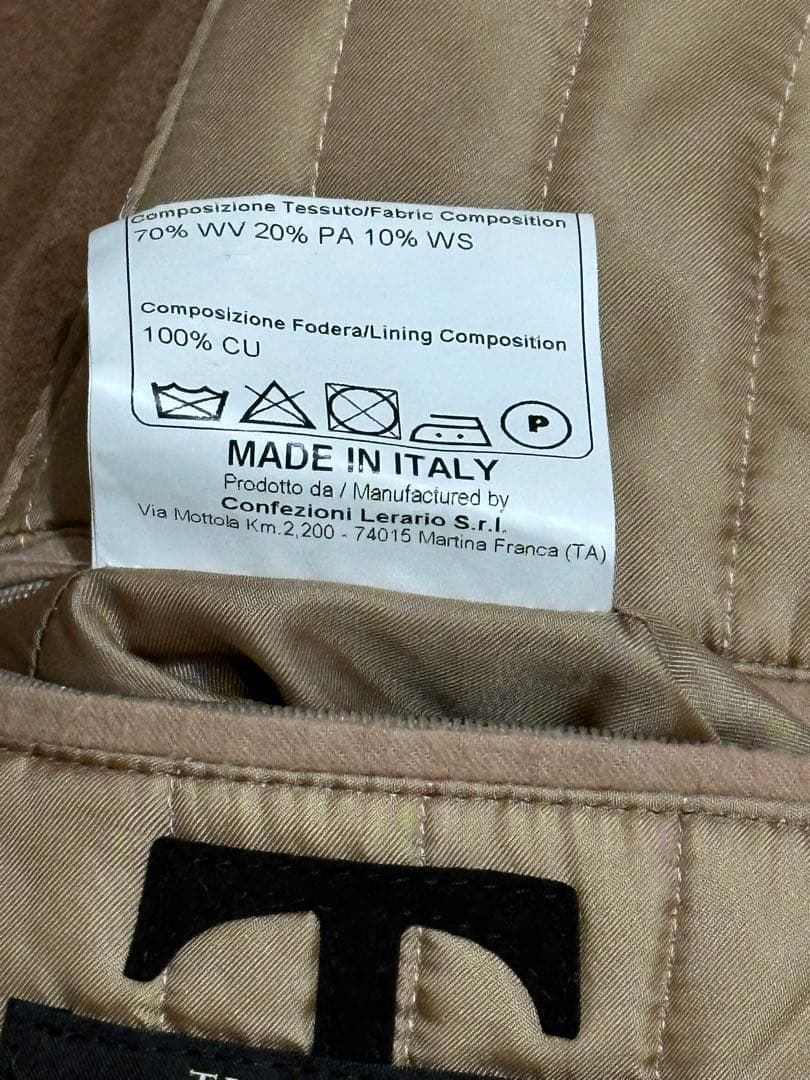 Composizione Tessuto/Fabric Composition
70% WV 20% PA 10% WS
Composizione Fodera/Lining Composition
100% CU
P
MADE IN ITALY
Prodotto da / Manufactured by
Confezioni Lerario S.r.l.
Via Mottola Km.2,200 - 74015 Martina Franca (TA)
T